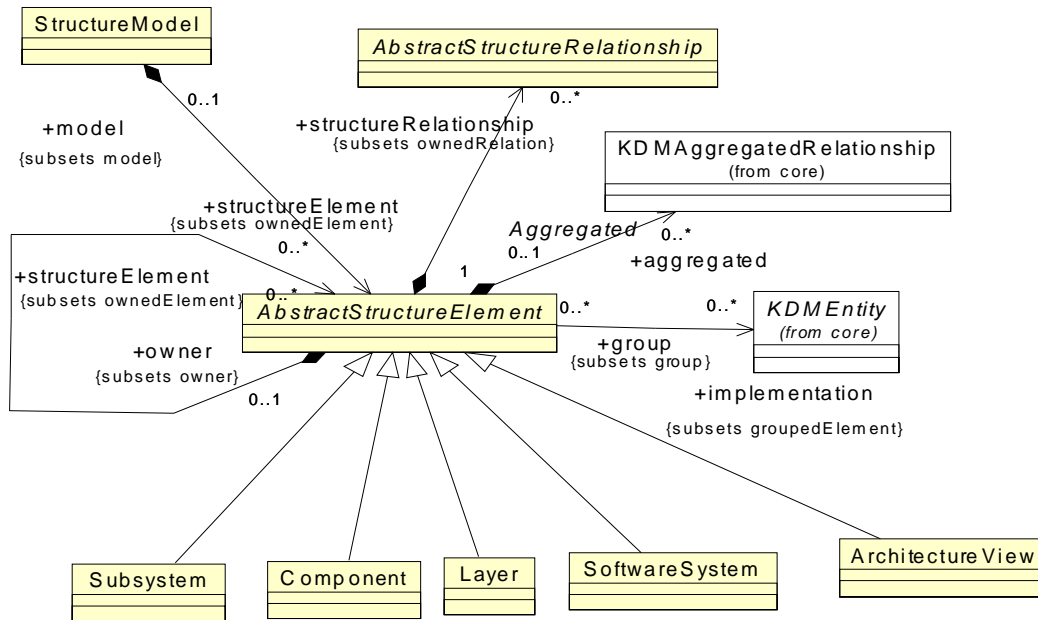 StructureModel
AbstractStructureRelationship
0..1
0..*
+model
{subsets model}
+structureRelationship
{subsets ownedRelation}
KDMAggregatedRelationship
(from core)
+structureElement
{subsets ownedElement}
Aggregated
0..*
0..1
0..*
+aggregated
+structureElement
{subsets ownedElement}
0..*
1
AbstractStructureElement
0..*
0..*
KDMEntity
(from core)
+group
{subsets group}
+owner
{subsets owner}
0..1
+implementation
{subsets groupedElement}
Subsystem
Component
Layer
SoftwareSystem
ArchitectureView